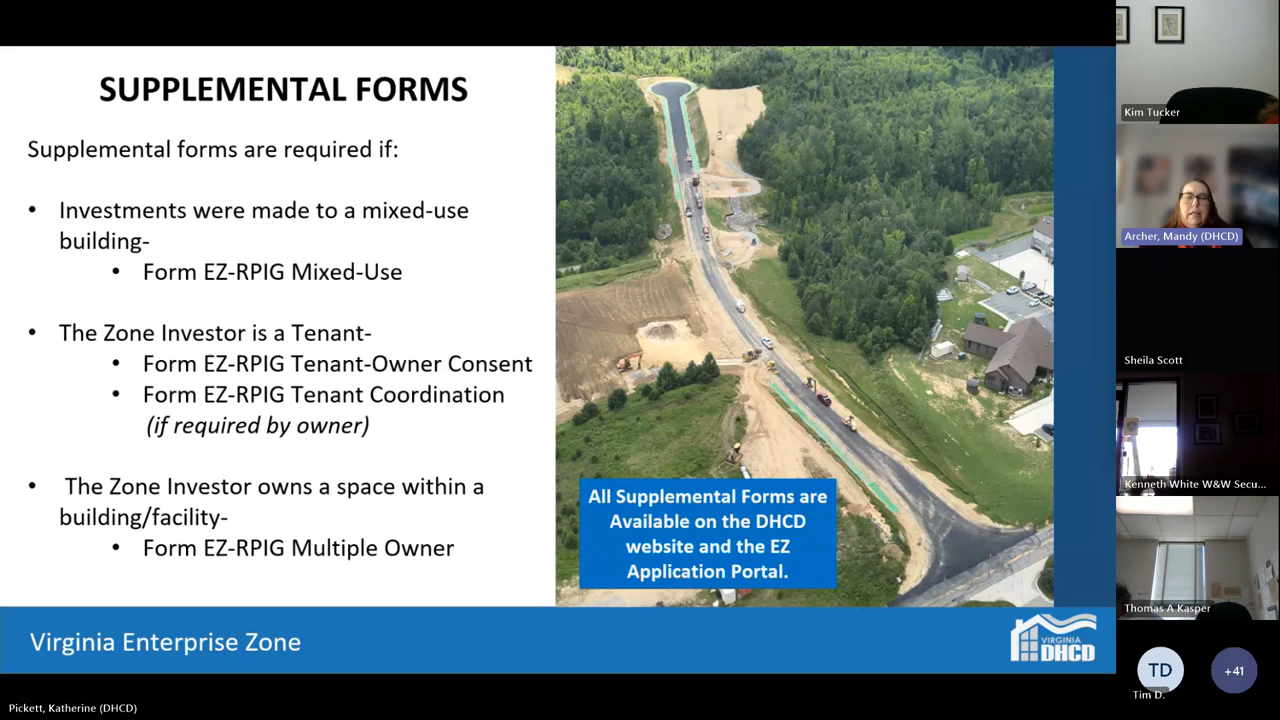 SUPPLEMENTAL FORMS
Supplemental forms are required if:
• Investments were made to a mixed-use
building-
• Form EZ-RPIG Mixed-Use
• The Zone Investor is a Tenant-
• Form EZ-RPIG Tenant-Owner Consent
• Form EZ-RPIG Tenant Coordination
(if required by owner)
• The Zone Investor owns a space within a
building/facility-
• Form EZ-RPIG Multiple Owner
All Supplemental Forms are
Available on the DHCD
website and the EZ
Application Portal.
Virginia Enterprise Zone
VIRGINIA
DHCD
Kim Tucker
Archer, Mandy (DHCD)
Sheila Scott
Kenneth White W&W Secu...
Thomas A Kasper
TD
Tim D.
+41
Pickett, Katherine (DHCD)